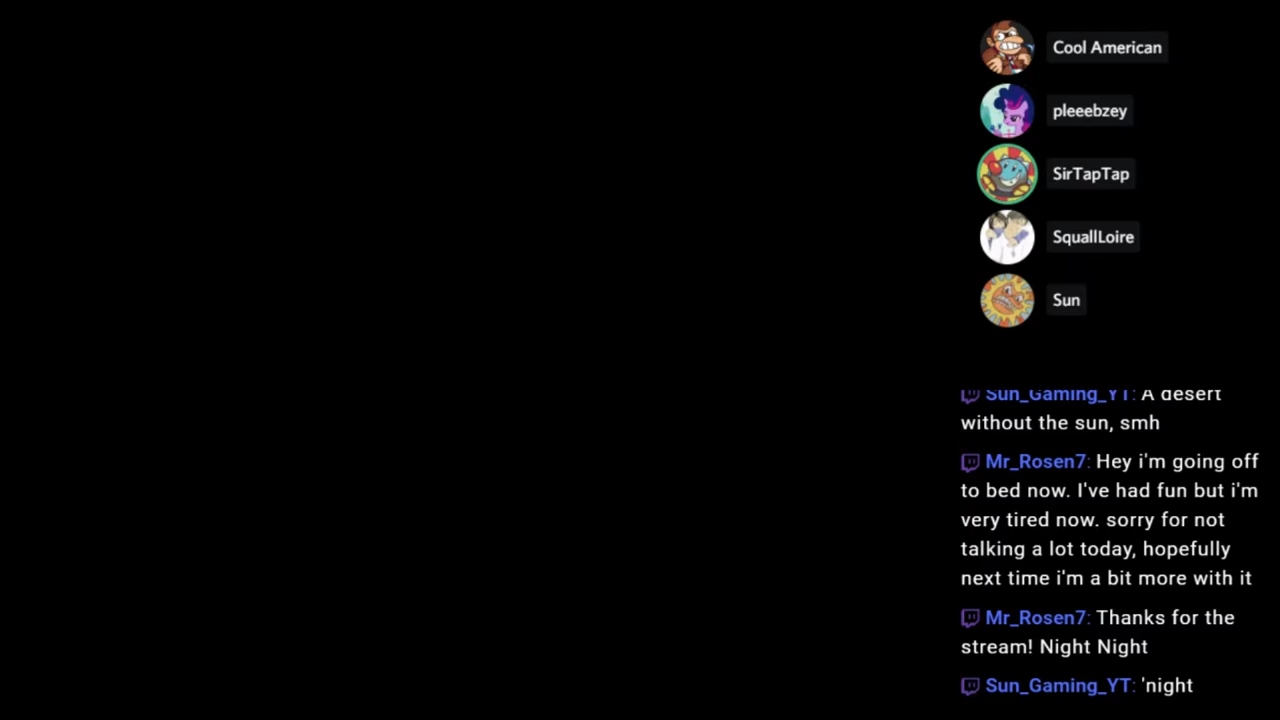 Cool American
pleeebzey
SirTapTap
SquallLoire
Sun
Sun_Gaming_YT: A desert
without the sun, smh
Mr_Rosen7: Hey i'm going off
to bed now. I've had fun but i'm
very tired now. sorry for not
talking a lot today, hopefully
next time i'm a bit more with it
Mr_Rosen7: Thanks for the
stream! Night Night
Sun_Gaming_YT: 'night